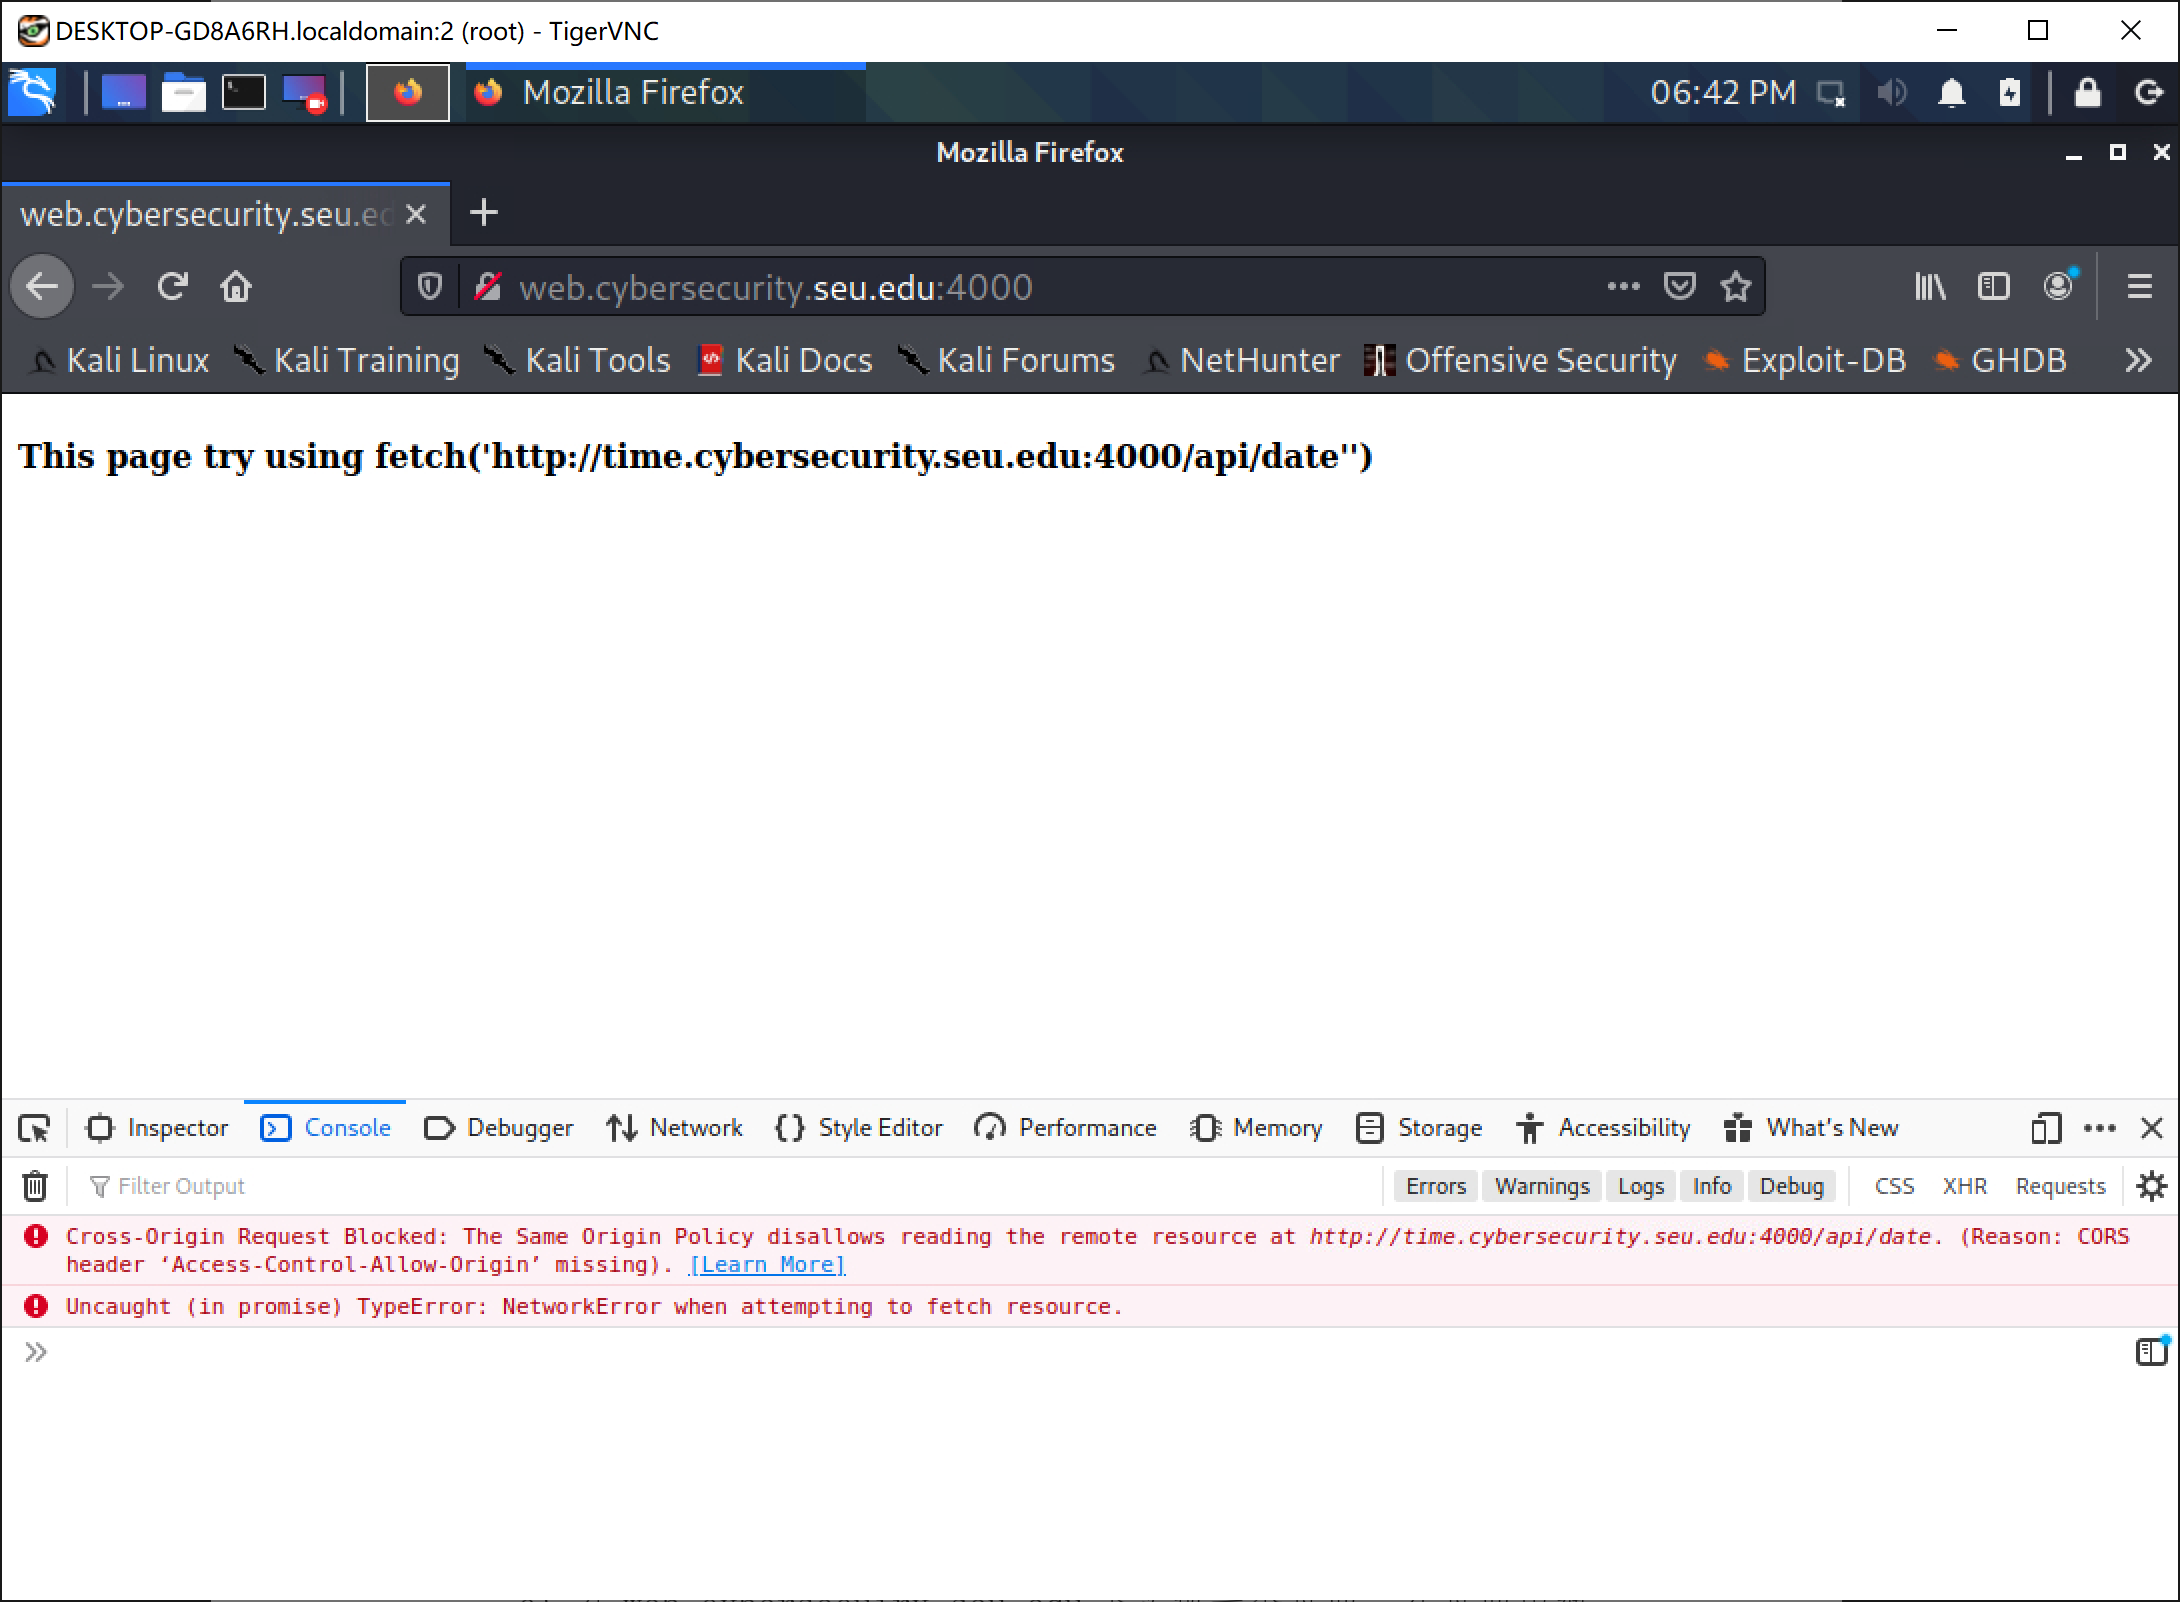 DESKTOP-GD8A6RH.localdomain:2 (root) - TigerVNC
Mozilla Firefox 06:42 PM
Mozilla Firefox
web.cybersecurity.seu.ed
web.cybersecurity.seu.edu:4000
Kali Linux Kali Training Kali Tools Kali Docs Kali Forums NetHunter Offensive Security Exploit-DB GHDB
This page try using fetch('http://time.cybersecurity.seu.edu:4000/api/date'')
Inspector Console Debugger Network Style Editor Performance Memory Storage Accessibility What's New
Filter Output Errors Warnings Logs Info Debug CSS XHR Requests
Cross-Origin Request Blocked: The Same Origin Policy disallows reading the remote resource at http://time.cybersecurity.seu.edu:4000/api/date. (Reason: CORS
header ‘Access-Control-Allow-Origin’ missing). [Learn More]
Uncaught (in promise) TypeError: NetworkError when attempting to fetch resource.